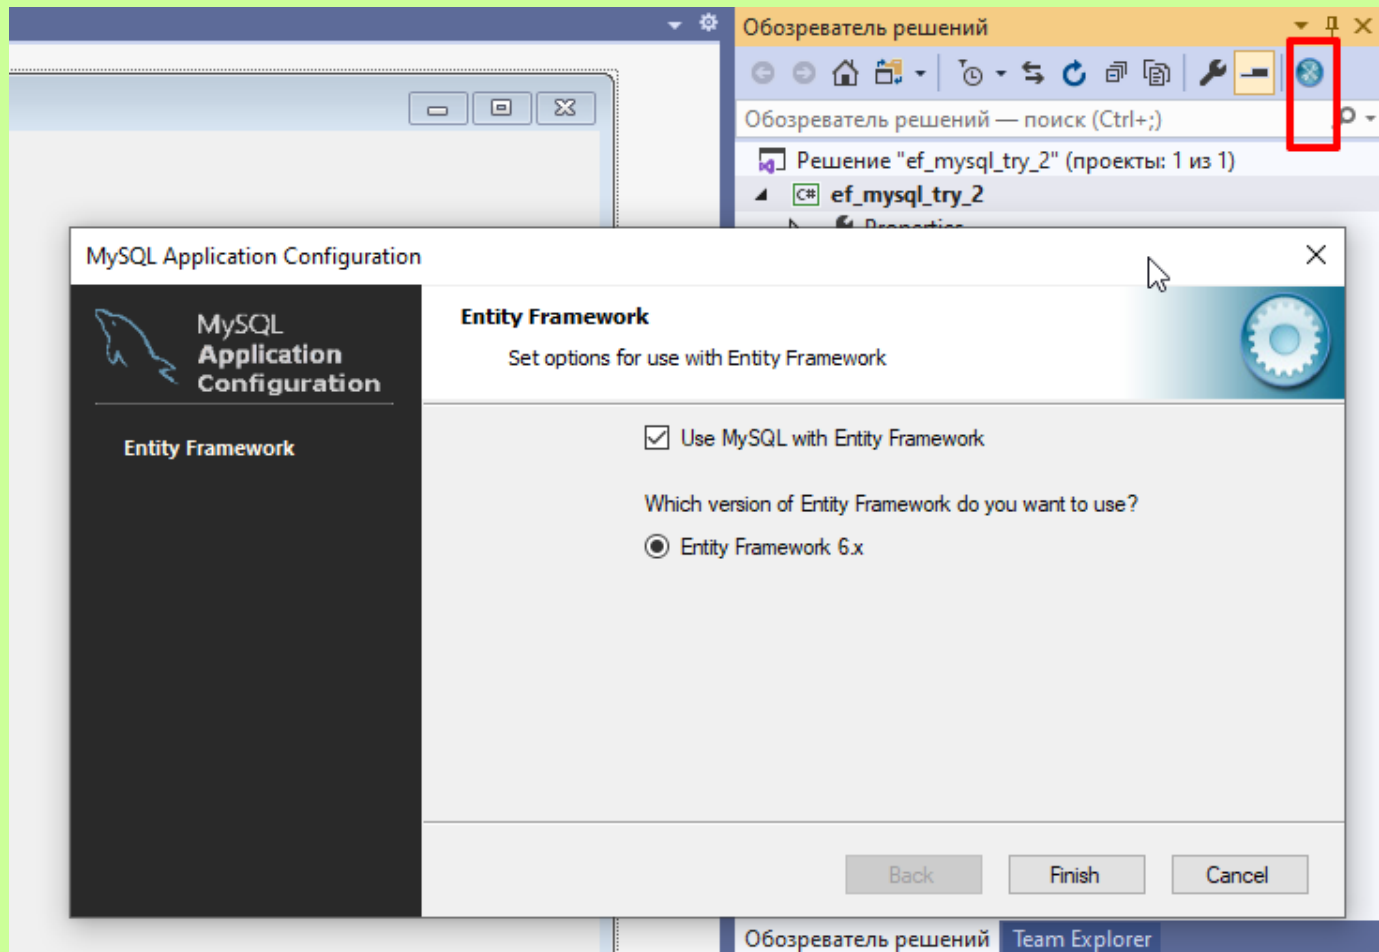 Обозреватель решений
Обозреватель решений — поиск (Ctrl+;)
Решение "ef_mysql_try_2" (проекты: 1 из 1)
C# ef_mysql_try_2
Properties
MySQL Application Configuration
MySQL
Application
Configuration
Entity Framework
Entity Framework
Set options for use with Entity Framework
Use MySQL with Entity Framework
Which version of Entity Framework do you want to use?
Entity Framework 6.x
Back
Finish
Cancel
Обозреватель решений
Team Explorer